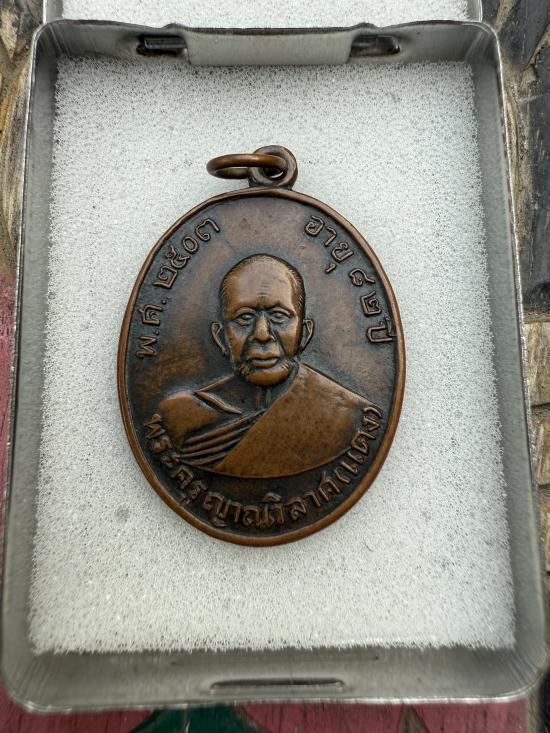 พ.ศ. ๒๕๐๓
อายุ ๘๒ ปี
พระครูญาณวิลาศ(แดง)